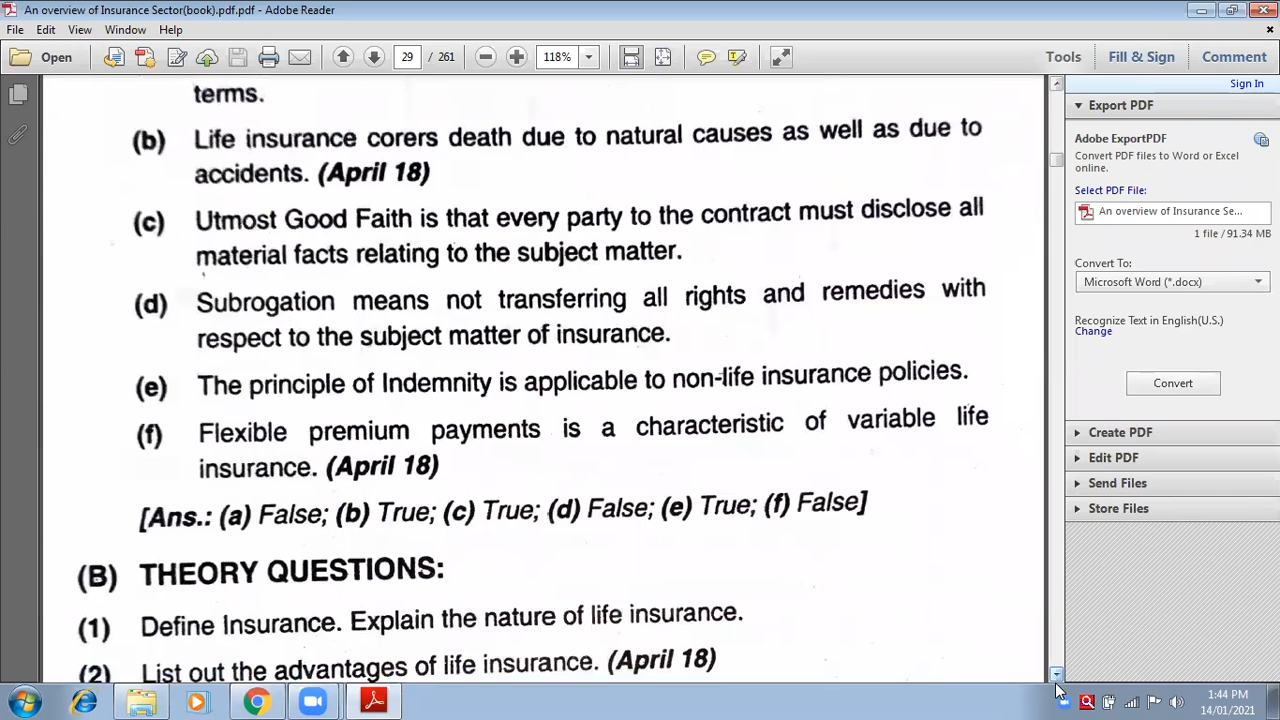 An overview of Insurance Sector(book).pdf.pdf - Adobe Reader
File Edit View Window Help
Open 29 / 261 118% Tools Fill & Sign Comment
Sign In
terms.
(b) Life insurance corers death due to natural causes as well as due to
accidents. (April 18)
(c) Utmost Good Faith is that every party to the contract must disclose all
material facts relating to the subject matter.
(d) Subrogation means not transferring all rights and remedies with
respect to the subject matter of insurance.
(e) The principle of Indemnity is applicable to non-life insurance policies.
(f) Flexible premium payments is a characteristic of variable life
insurance. (April 18)
[Ans.: (a) False; (b) True; (c) True; (d) False; (e) True; (f) False]
(B) THEORY QUESTIONS:
(1) Define Insurance. Explain the nature of life insurance.
(2) List out the advantages of life insurance. (April 18)
Export PDF
Adobe ExportPDF
Convert PDF files to Word or Excel
online.
Select PDF File:
An overview of Insurance Se...
1 file / 91.34 MB
Convert To:
Microsoft Word (*.docx)
Recognize Text in English(U.S.)
Change
Convert
Create PDF
Edit PDF
Send Files
Store Files
1:44 PM
14/01/2021